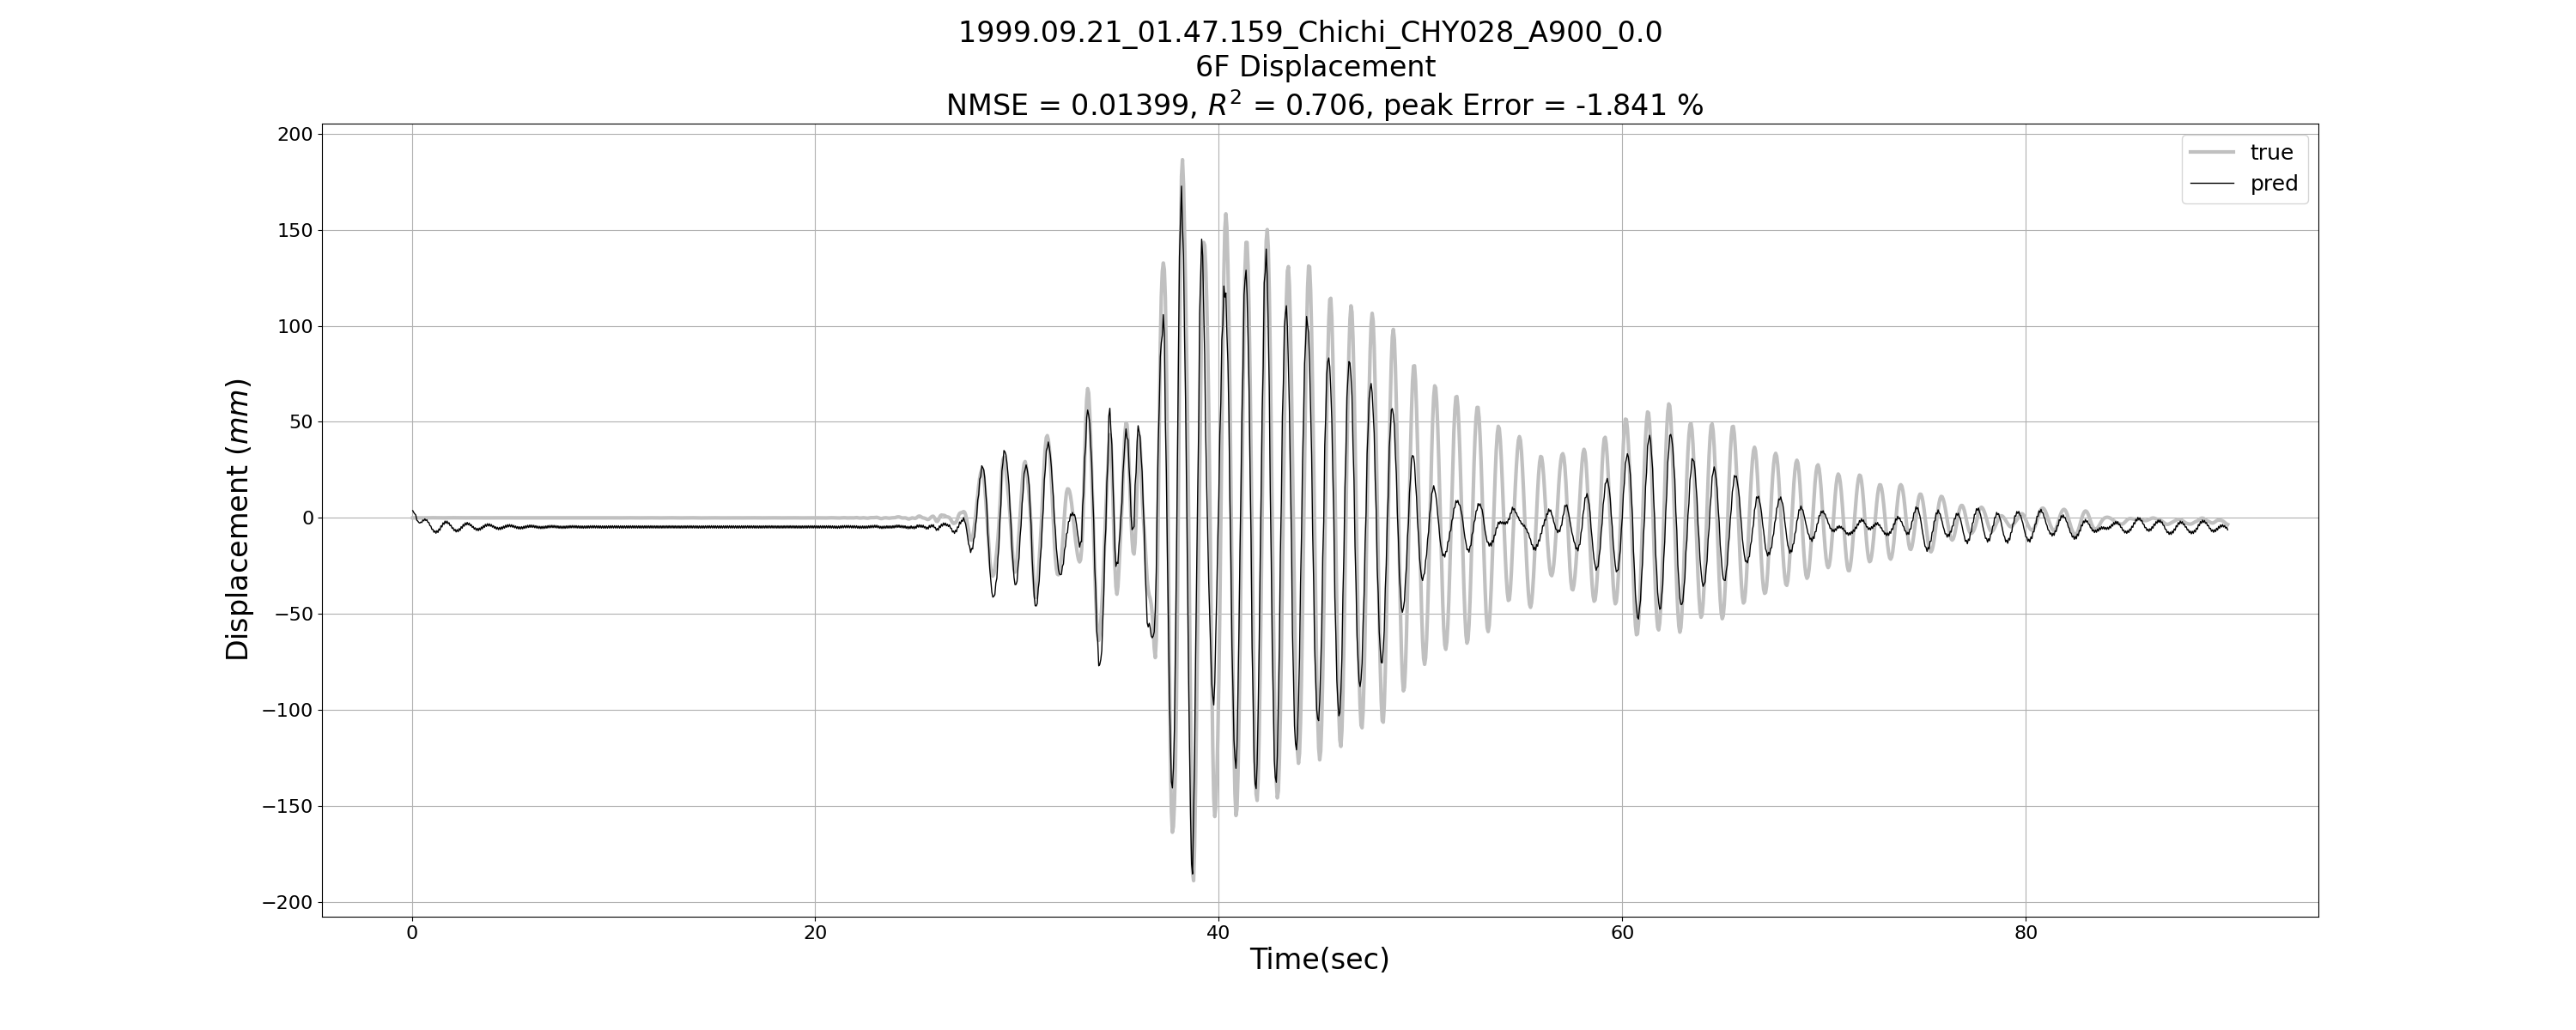 1999.09.21_01.47.159_Chichi_CHY028_A900_0.0
6F Displacement
NMSE = 0.01399, R² = 0.706, peak Error = -1.841 %
200
150
100
50
0
−50
−100
−150
−200
Displacement (mm)
true
pred
0
20
40
60
80
Time(sec)